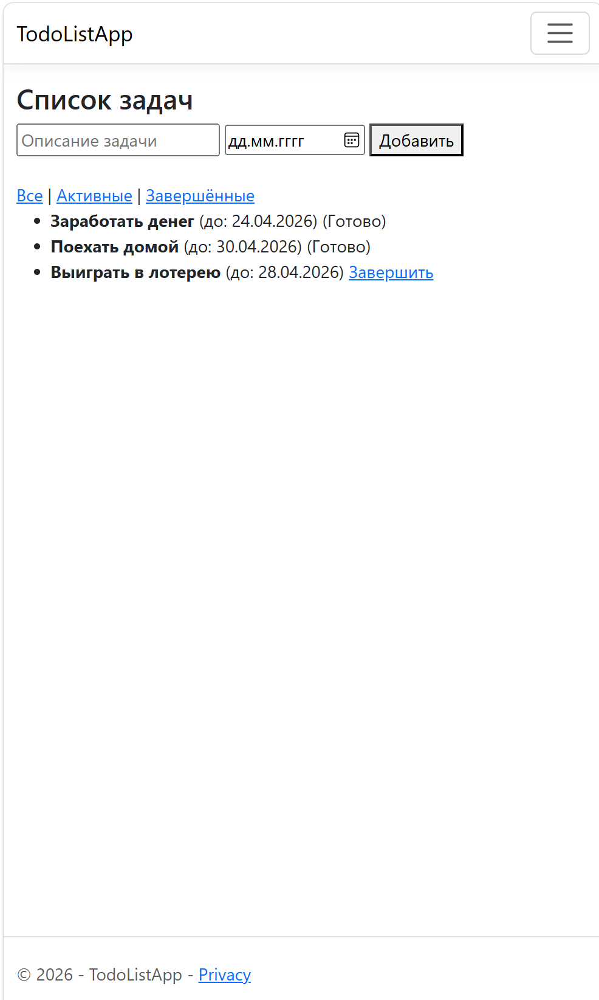 TodoListApp
Список задач
Описание задачи дд.мм.гггг Добавить
Все | Активные | Завершённые
• Заработать денег (до: 24.04.2026) (Готово)
• Поехать домой (до: 30.04.2026) (Готово)
• Выиграть в лотерею (до: 28.04.2026) Завершить
© 2026 - TodoListApp - Privacy